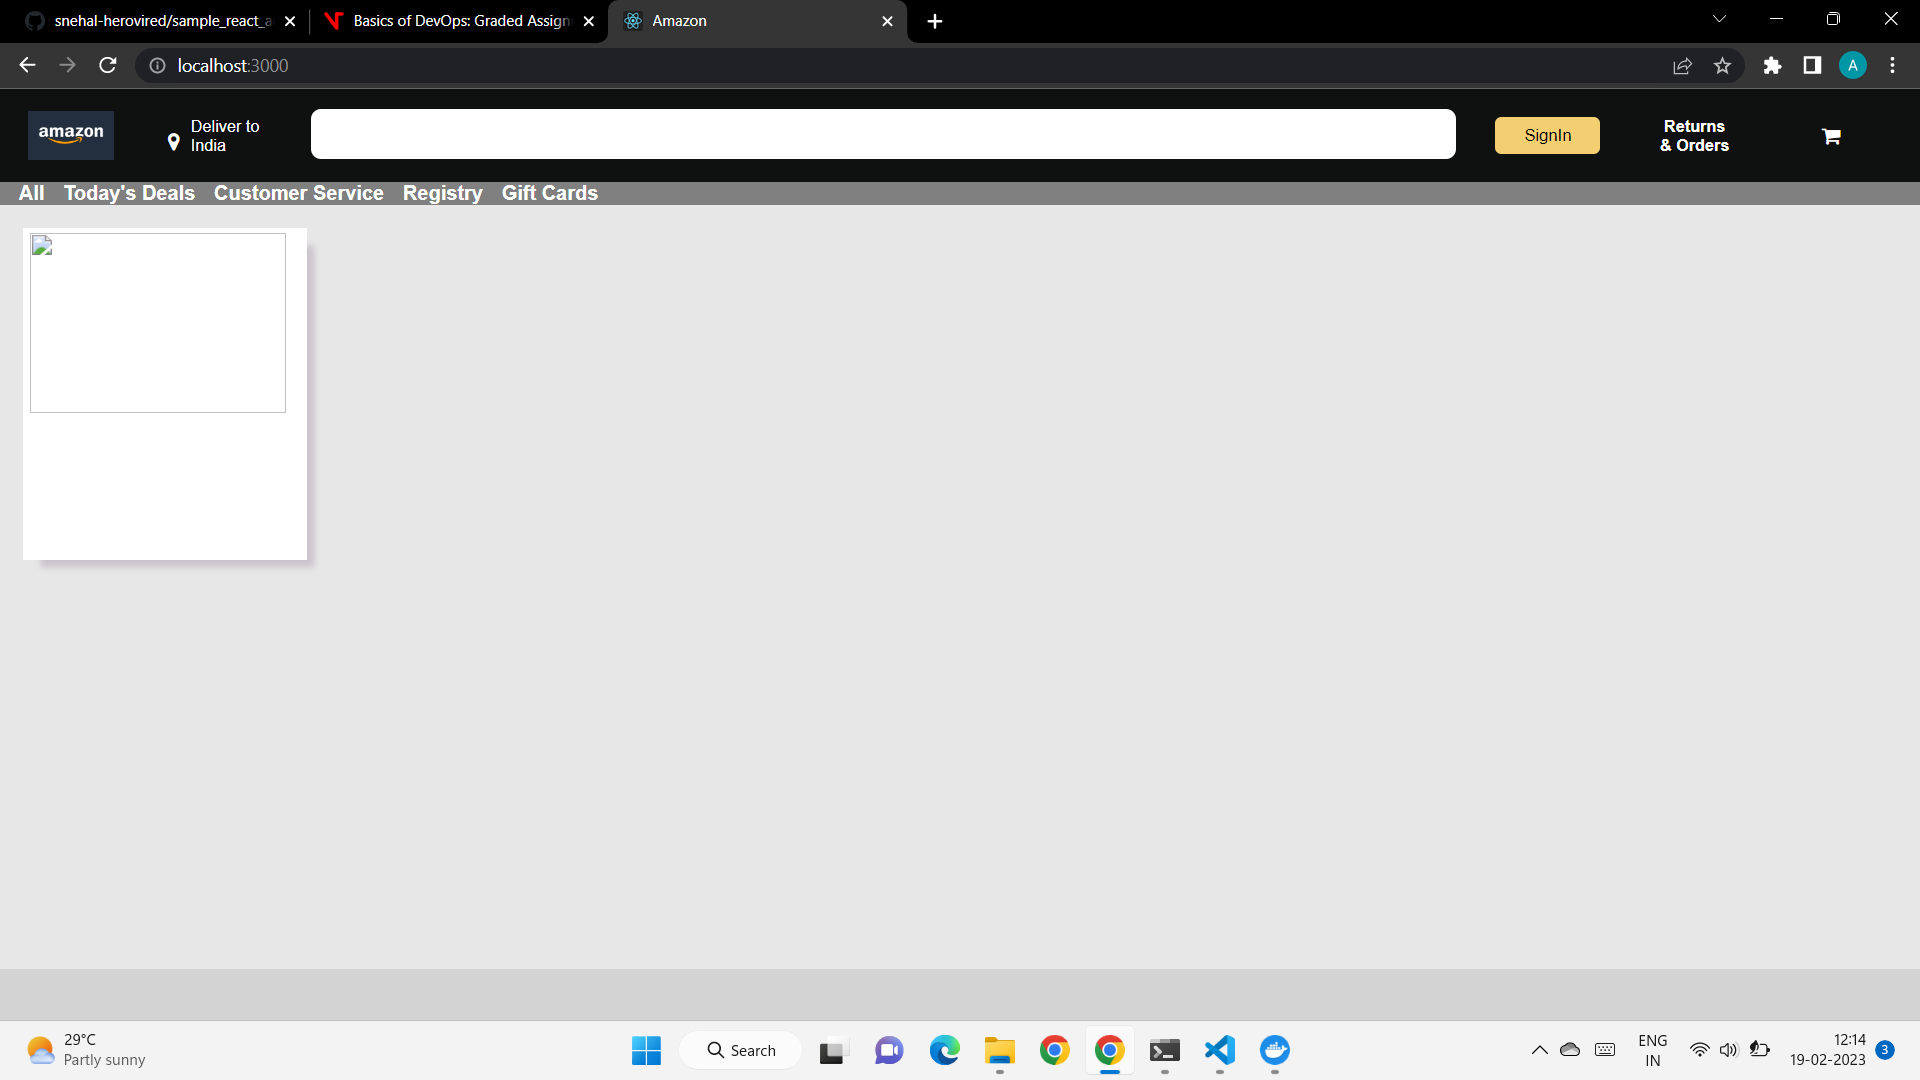 snehal-herovired/sample_react_a
Basics of DevOps: Graded Assign
Amazon
localhost:3000
A
amazon
Deliver to
India
SignIn
Returns
& Orders
All Today's Deals Customer Service Registry Gift Cards
29°C
Partly sunny
Search
ENG
IN
12:14
19-02-2023
3